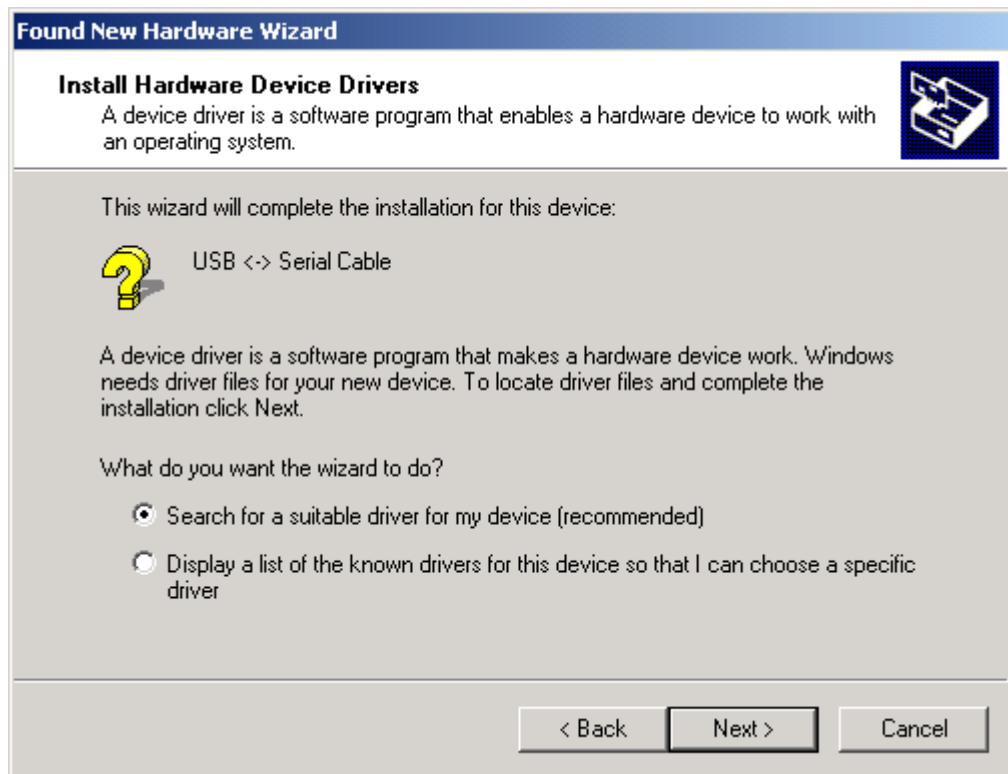 Found New Hardware Wizard
Install Hardware Device Drivers
A device driver is a software program that enables a hardware device to work with
an operating system.
This wizard will complete the installation for this device:
USB <-> Serial Cable
A device driver is a software program that makes a hardware device work. Windows
needs driver files for your new device. To locate driver files and complete the
installation click Next.
What do you want the wizard to do?
Search for a suitable driver for my device (recommended)
Display a list of the known drivers for this device so that I can choose a specific
driver
< Back
Next >
Cancel